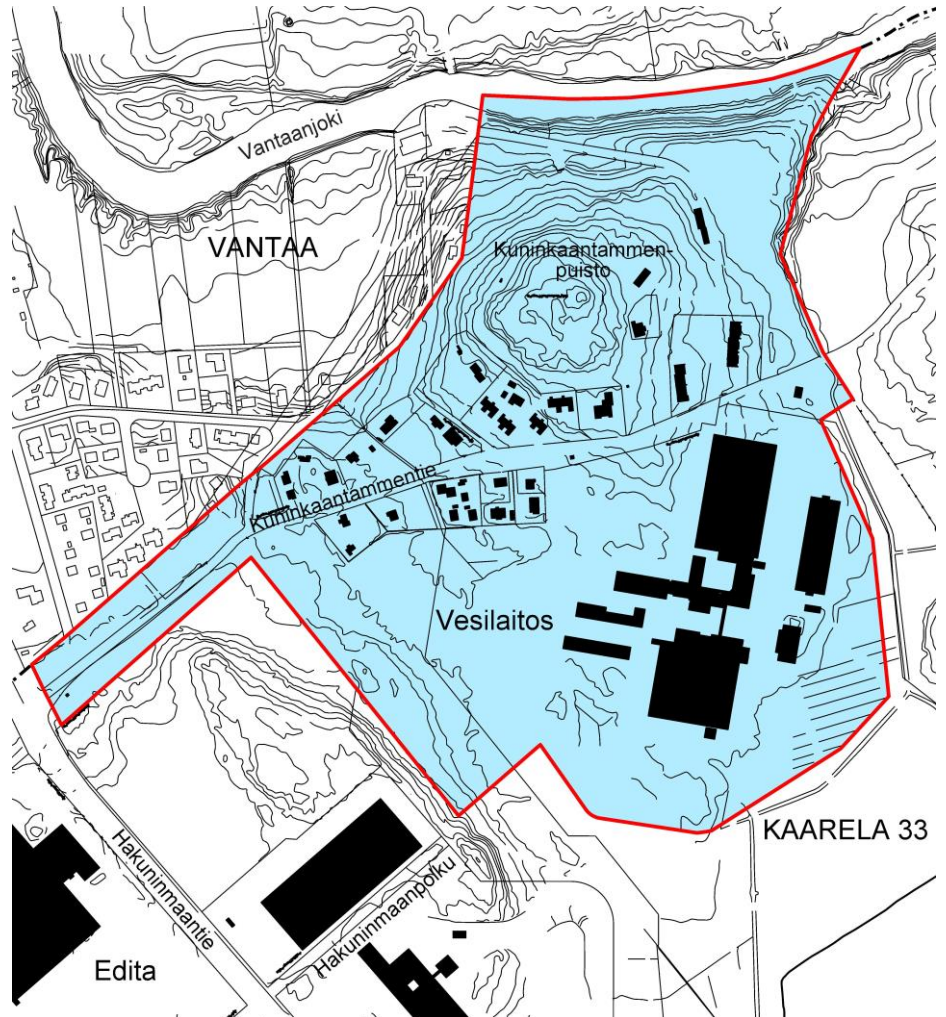 Vantaanjoki
VANTAA
Kuninkaantammen-
puisto
Kuninkaantammentie
Vesilaitos
KAARELA 33
Hakuninmaantie
Hakuninmaanpolku
Edita